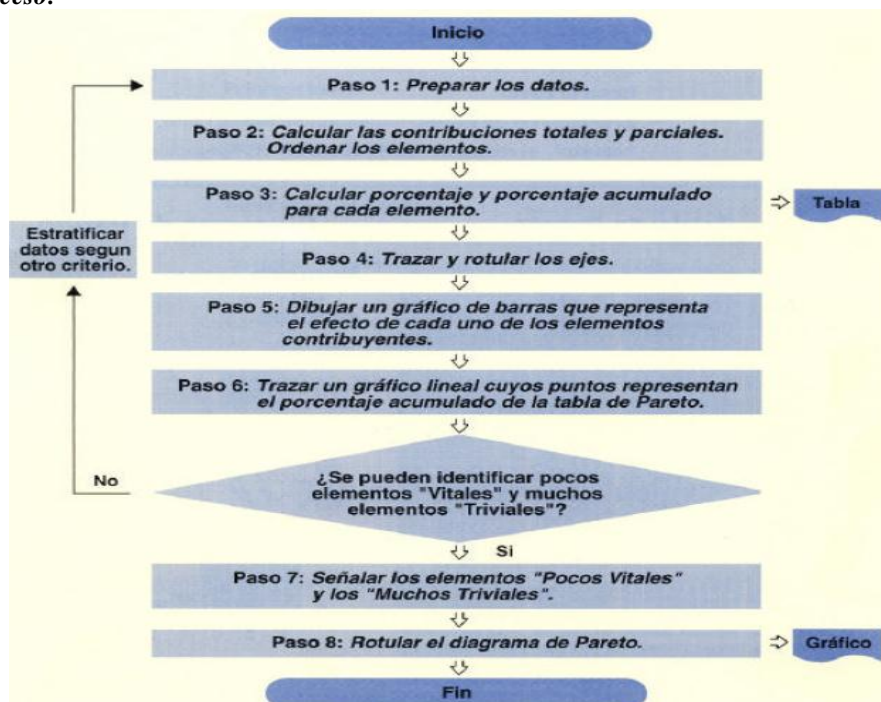 Inicio
Paso 1: Preparar los datos.
Paso 2: Calcular las contribuciones totales y parciales.
Ordenar los elementos.
Paso 3: Calcular porcentaje y porcentaje acumulado
para cada elemento.
Tabla
Estratificar
datos segun
otro criterio.
Paso 4: Trazar y rotular los ejes.
Paso 5: Dibujar un gráfico de barras que representa
el efecto de cada uno de los elementos
contribuyentes.
Paso 6: Trazar un gráfico lineal cuyos puntos representan
el porcentaje acumulado de la tabla de Pareto.
No
¿Se pueden identificar pocos
elementos "Vitales" y muchos
elementos "Triviales"?
Si
Paso 7: Señalar los elementos "Pocos Vitales"
y los "Muchos Triviales".
Paso 8: Rotular el diagrama de Pareto.
Gráfico
Fin